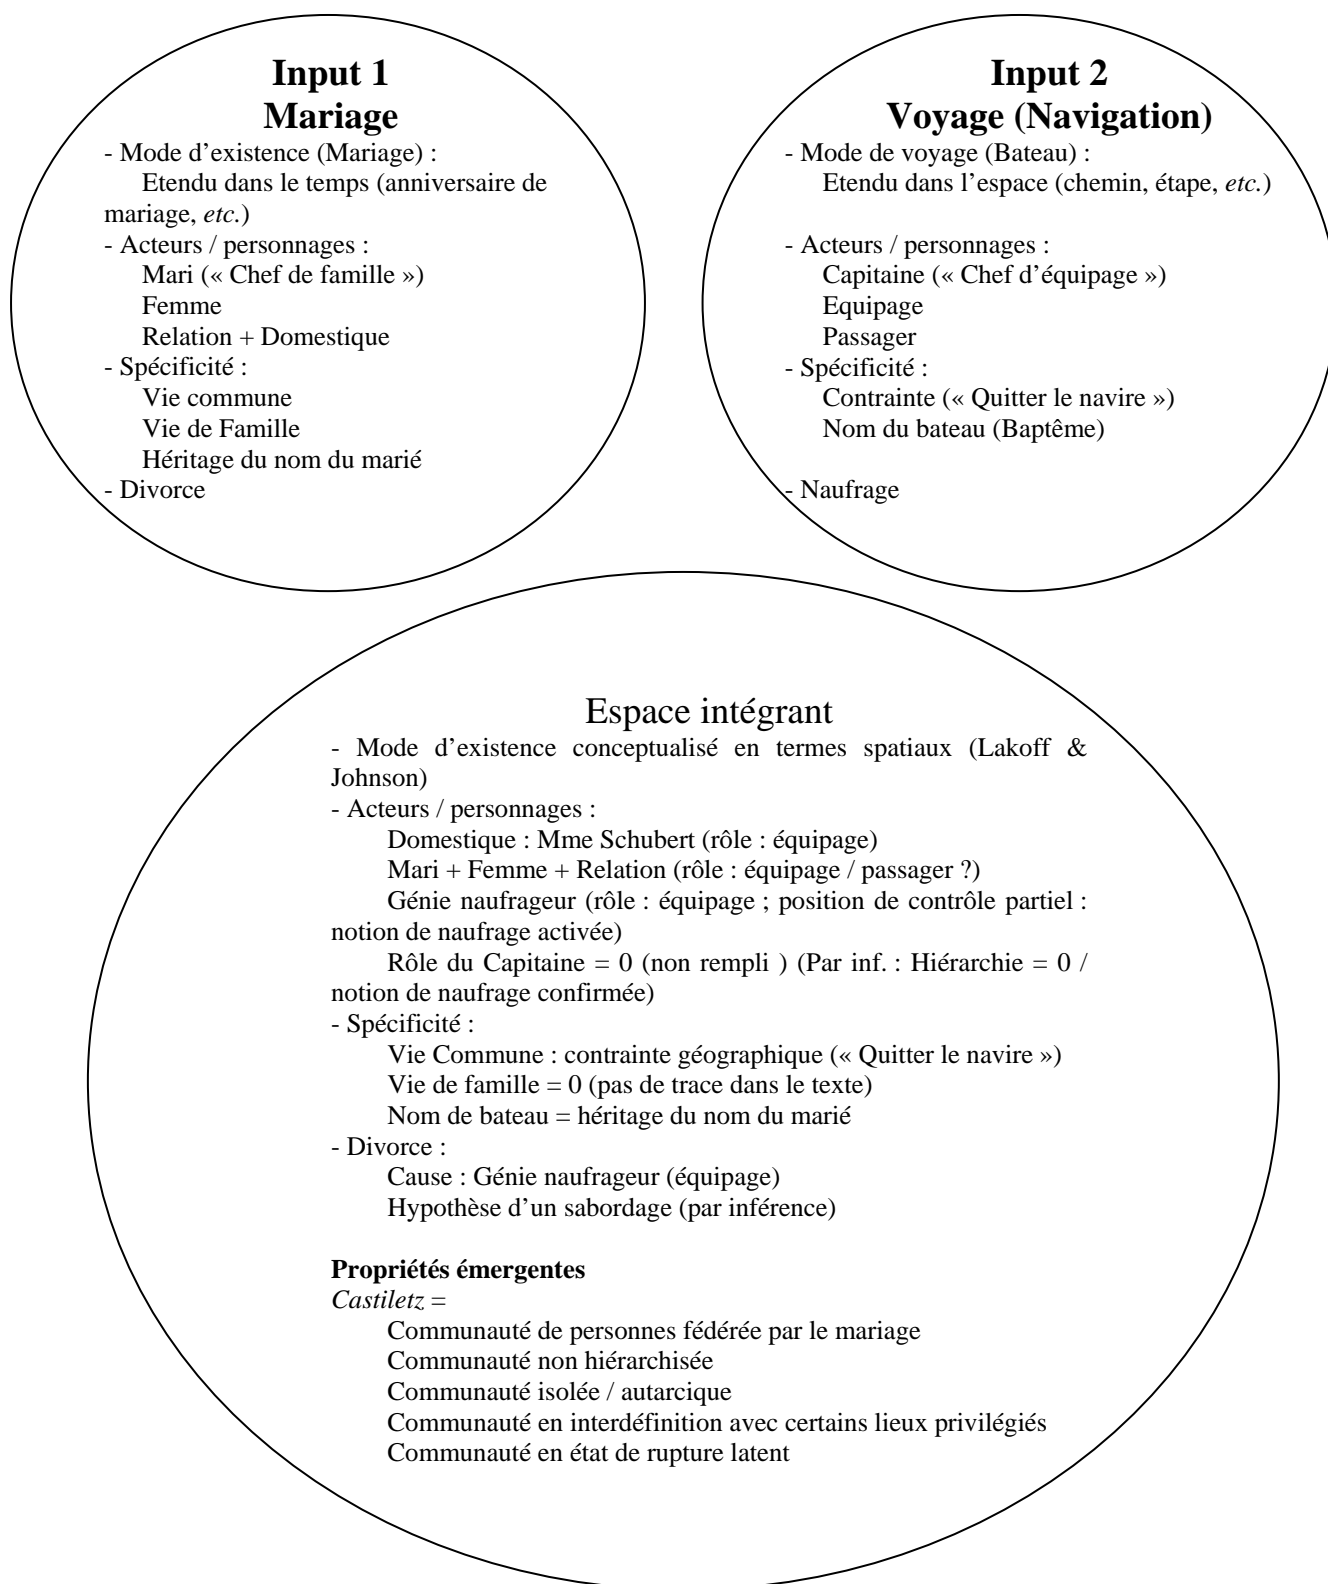 Input 1
Mariage
- Mode d’existence (Mariage) :
Etendu dans le temps (anniversaire de
mariage, etc.)
- Acteurs / personnages :
Mari (« Chef de famille »)
Femme
Relation + Domestique
- Spécificité :
Vie commune
Vie de Famille
Héritage du nom du marié
- Divorce
Input 2
Voyage (Navigation)
- Mode de voyage (Bateau) :
Etendu dans l’espace (chemin, étape, etc.)
- Acteurs / personnages :
Capitaine (« Chef d’équipage »)
Equipage
Passager
- Spécificité :
Contrainte (« Quitter le navire »)
Nom du bateau (Baptême)
- Naufrage
Espace intégrant
- Mode d’existence conceptualisé en termes spatiaux (Lakoff &
Johnson)
- Acteurs / personnages :
Domestique : Mme Schubert (rôle : équipage)
Mari + Femme + Relation (rôle : équipage / passager ?)
Génie naufrageur (rôle : équipage ; position de contrôle partiel :
notion de naufrage activée)
Rôle du Capitaine = 0 (non rempli ) (Par inf. : Hiérarchie = 0 /
notion de naufrage confirmée)
- Spécificité :
Vie Commune : contrainte géographique (« Quitter le navire »)
Vie de famille = 0 (pas de trace dans le texte)
Nom de bateau = héritage du nom du marié
- Divorce :
Cause : Génie naufrageur (équipage)
Hypothèse d’un sabordage (par inférence)
Propriétés émergentes
Castiletz =
Communauté de personnes fédérée par le mariage
Communauté non hiérarchisée
Communauté isolée / autarcique
Communauté en interdéfinition avec certains lieux privilégiés
Communauté en état de rupture latent